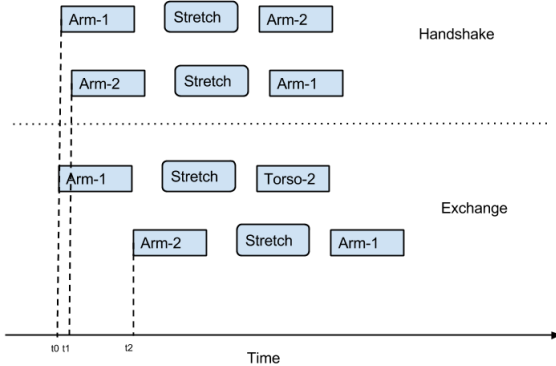 Arm-1 Stretch Arm-2
Handshake
Arm-2 Stretch Arm-1
Arm-1 Stretch Torso-2
Exchange
Arm-2 Stretch Arm-1
t0 t1 t2
Time